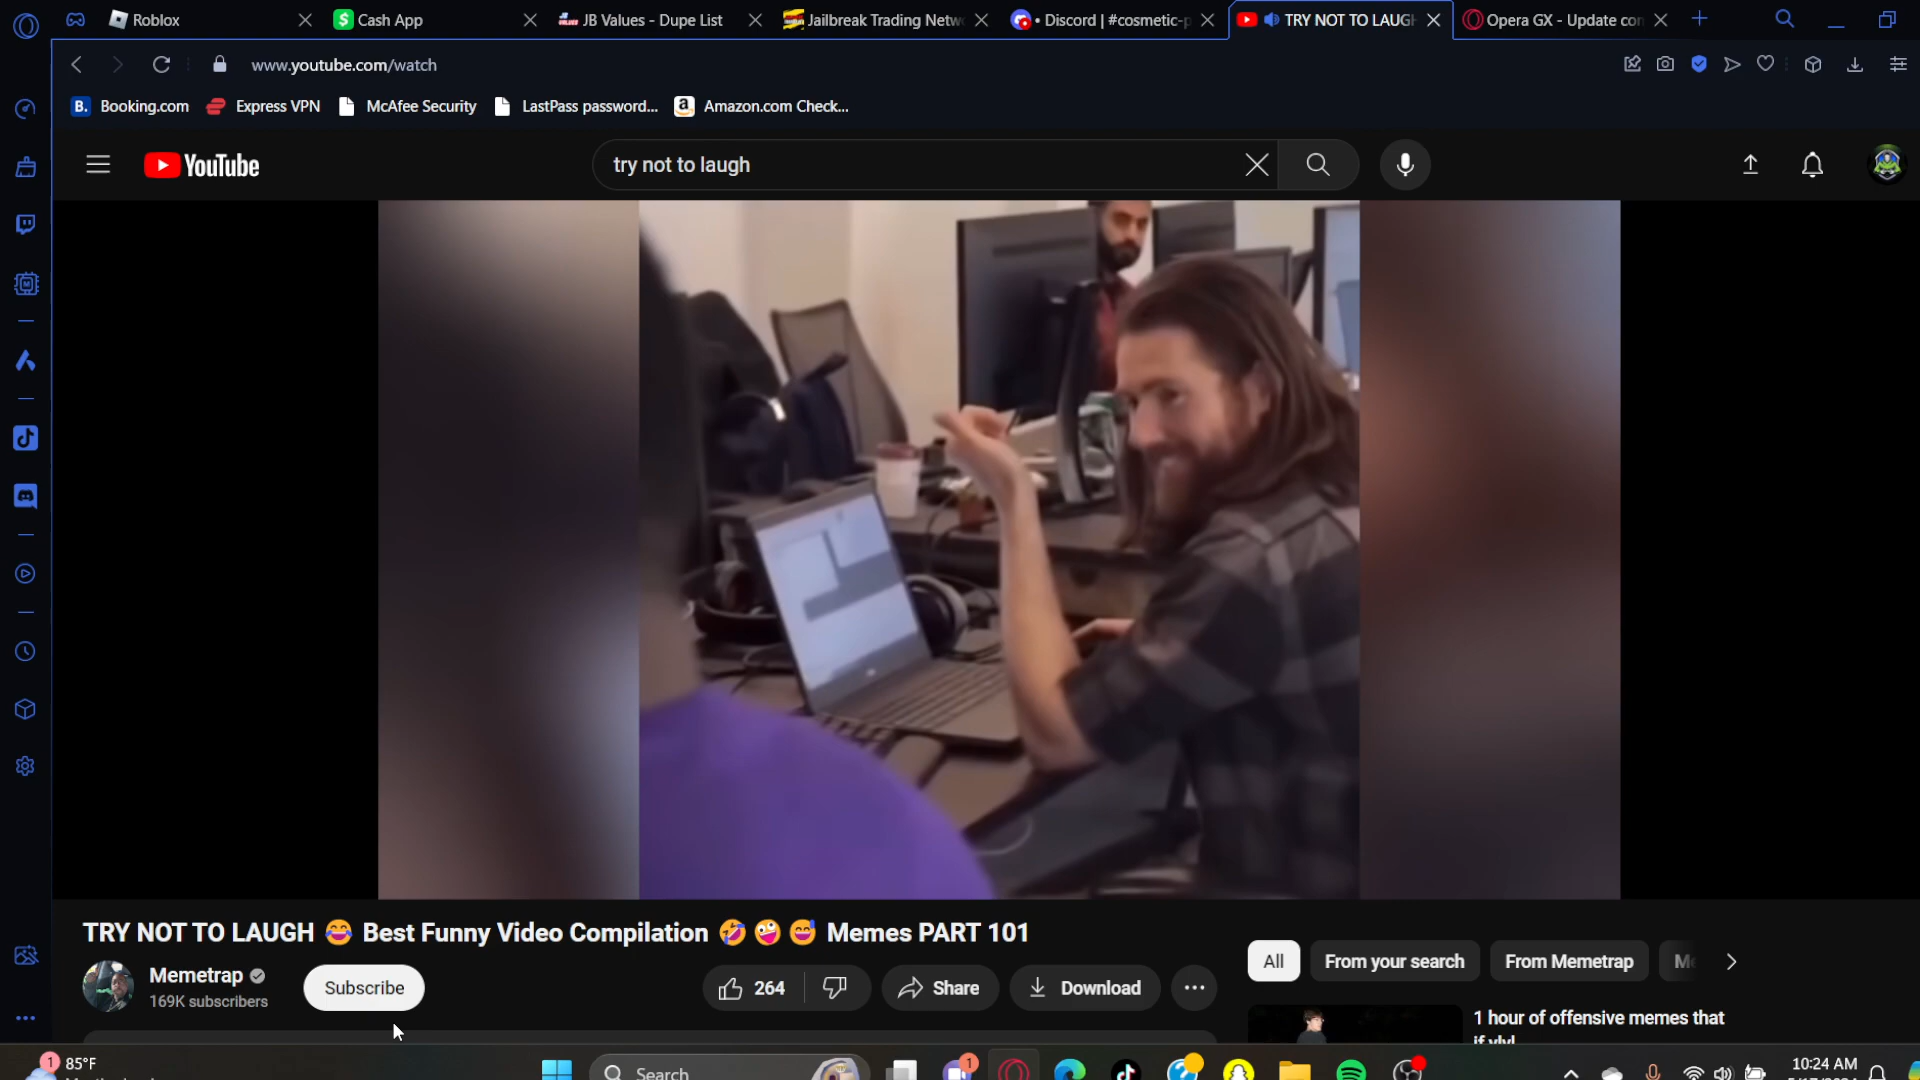 Roblox
Cash App
JB Values - Dupe List
Jailbreak Trading Netw
• Discord | #cosmetic-p
TRY NOT TO LAUGH
Opera GX - Update con
www.youtube.com/watch
Booking.com
Express VPN
McAfee Security
LastPass password...
Amazon.com Check...
YouTube
try not to laugh
TRY NOT TO LAUGH 😂 Best Funny Video Compilation 🤣🤪😅 Memes PART 101
Memetrap
169K subscribers
Subscribe
264
Share
Download
All
From your search
From Memetrap
1 hour of offensive memes that
1
85°F
Search
1
10:24 AM